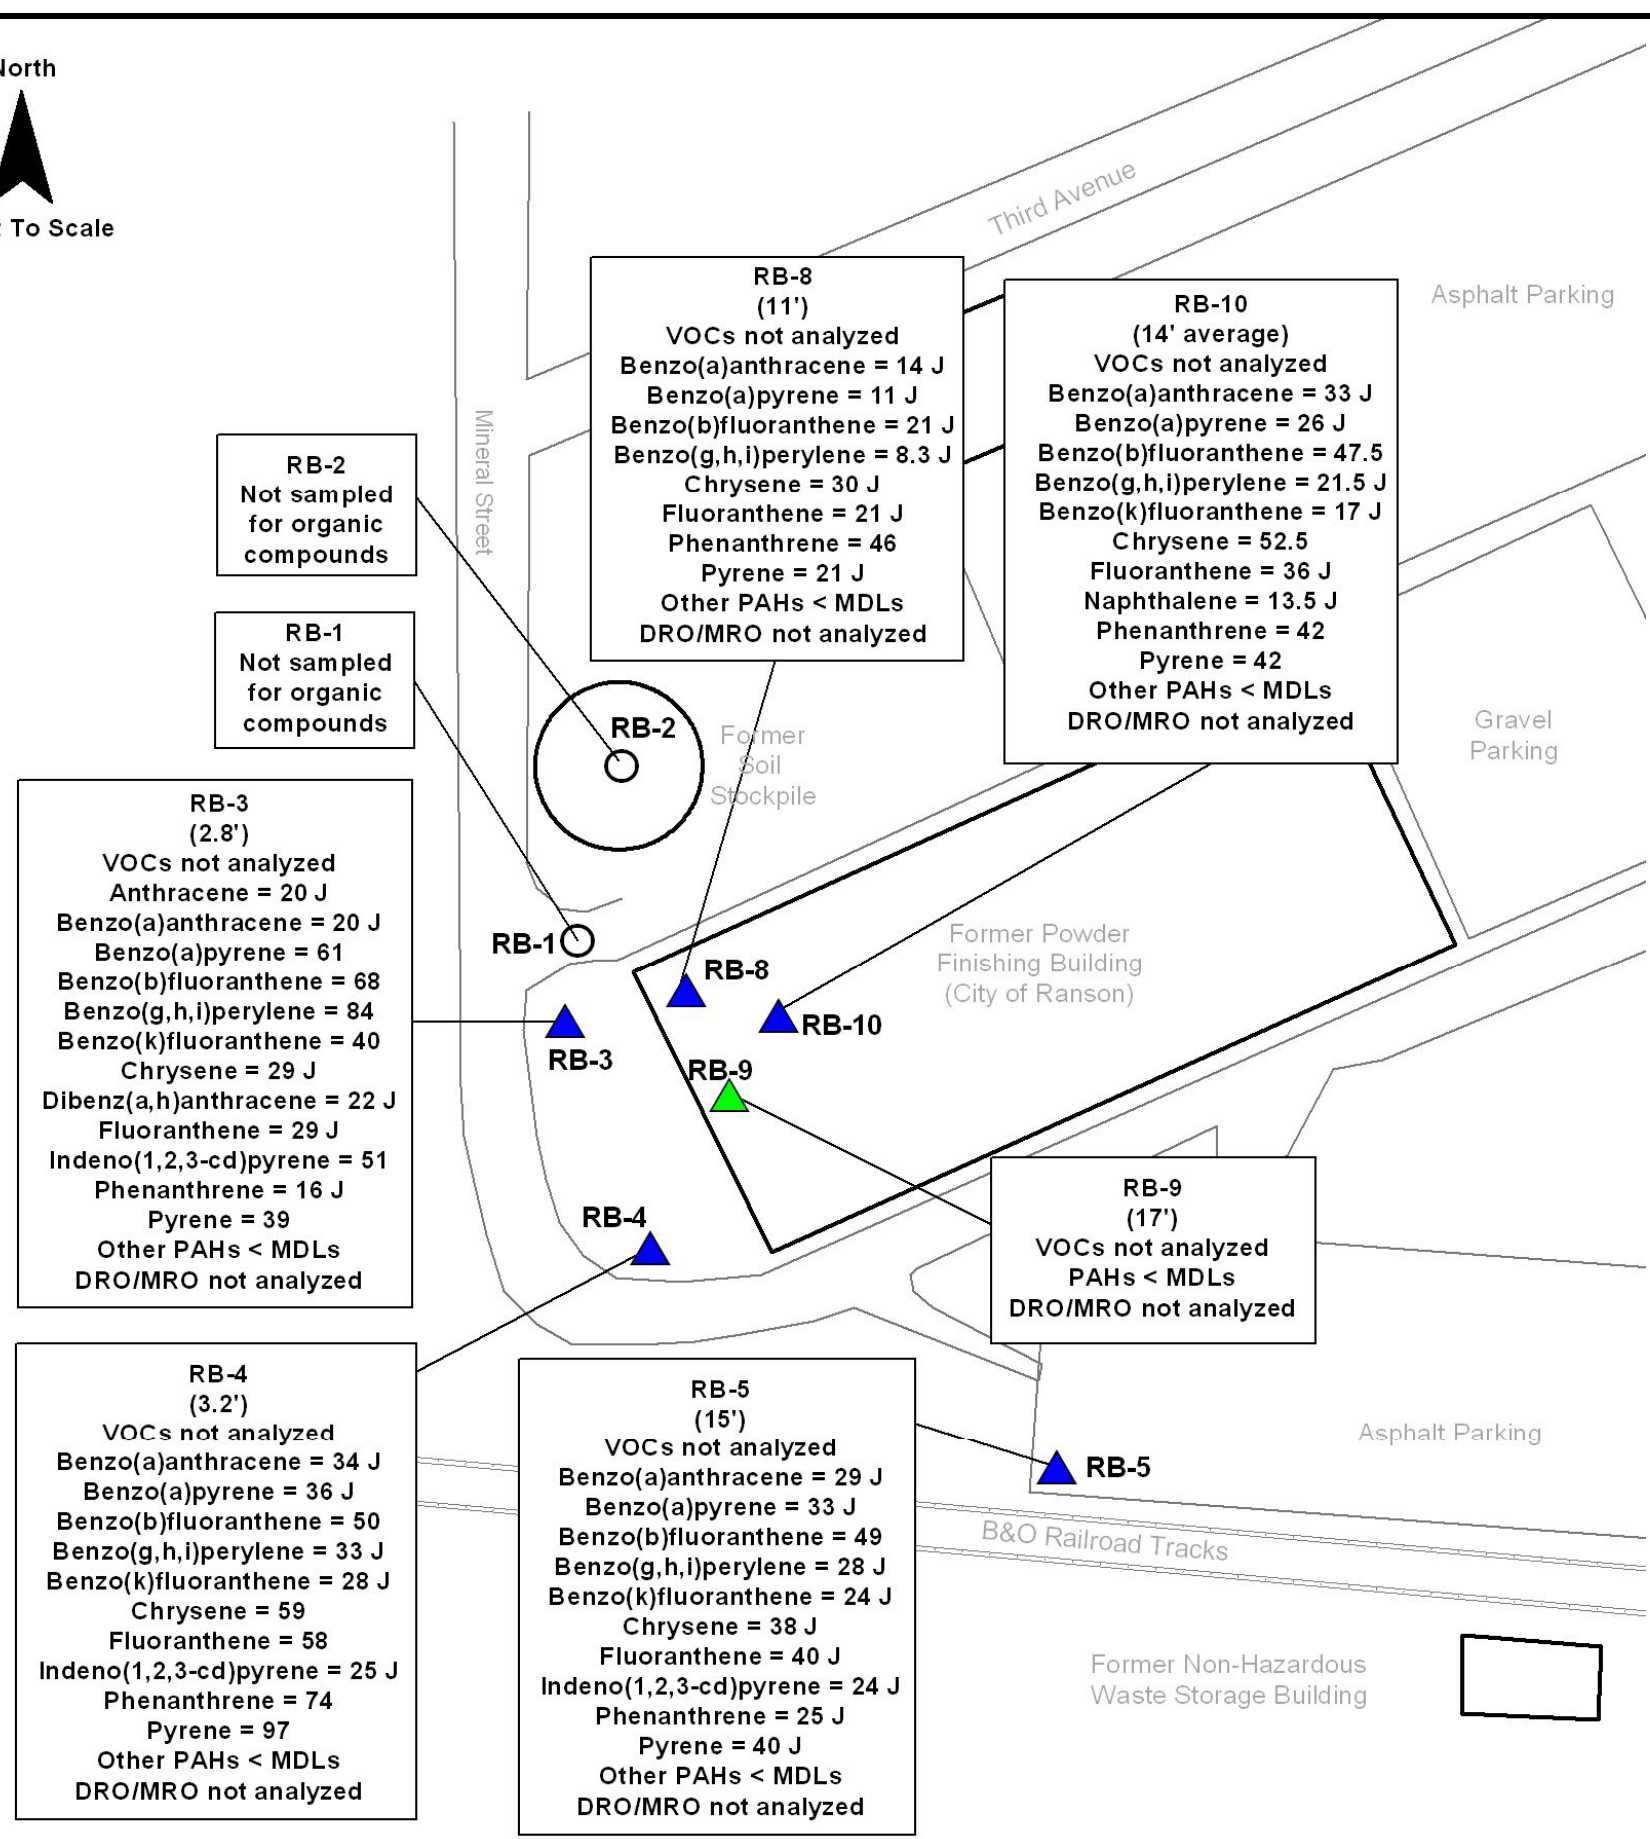 North
To Scale
Third Avenue
Asphalt Parking
Mineral Street
RB-8
(11')
VOCs not analyzed
Benzo(a)anthracene = 14 J
Benzo(a)pyrene = 11 J
Benzo(b)fluoranthene = 21 J
Benzo(g,h,i)perylene = 8.3 J
Chrysene = 30 J
Fluoranthene = 21 J
Phenanthrene = 46
Pyrene = 21 J
Other PAHs < MDLs
DRO/MRO not analyzed
RB-10
(14' average)
VOCs not analyzed
Benzo(a)anthracene = 33 J
Benzo(a)pyrene = 26 J
Benzo(b)fluoranthene = 47.5
Benzo(g,h,i)perylene = 21.5 J
Benzo(k)fluoranthene = 17 J
Chrysene = 52.5
Fluoranthene = 36 J
Naphthalene = 13.5 J
Phenanthrene = 42
Pyrene = 42
Other PAHs < MDLs
DRO/MRO not analyzed
RB-2
Not sampled
for organic
compounds
RB-1
Not sampled
for organic
compounds
RB-2
Former
Soil
Stockpile
Gravel
Parking
RB-3
(2.8')
VOCs not analyzed
Anthracene = 20 J
Benzo(a)anthracene = 20 J
Benzo(a)pyrene = 61
Benzo(b)fluoranthene = 68
Benzo(g,h,i)perylene = 84
Benzo(k)fluoranthene = 40
Chrysene = 29 J
Dibenz(a,h)anthracene = 22 J
Fluoranthene = 29 J
Indeno(1,2,3-cd)pyrene = 51
Phenanthrene = 16 J
Pyrene = 39
Other PAHs < MDLs
DRO/MRO not analyzed
RB-1
RB-8
RB-10
RB-3
RB-9
RB-4
Former Powder
Finishing Building
(City of Ranson)
RB-9
(17')
VOCs not analyzed
PAHs < MDLs
DRO/MRO not analyzed
RB-4
(3.2')
VOCs not analyzed
Benzo(a)anthracene = 34 J
Benzo(a)pyrene = 36 J
Benzo(b)fluoranthene = 50
Benzo(g,h,i)perylene = 33 J
Benzo(k)fluoranthene = 28 J
Chrysene = 59
Fluoranthene = 58
Indeno(1,2,3-cd)pyrene = 25 J
Phenanthrene = 74
Pyrene = 97
Other PAHs < MDLs
DRO/MRO not analyzed
RB-5
(15')
VOCs not analyzed
Benzo(a)anthracene = 29 J
Benzo(a)pyrene = 33 J
Benzo(b)fluoranthene = 49
Benzo(g,h,i)perylene = 28 J
Benzo(k)fluoranthene = 24 J
Chrysene = 38 J
Fluoranthene = 40 J
Indeno(1,2,3-cd)pyrene = 24 J
Phenanthrene = 25 J
Pyrene = 40 J
Other PAHs < MDLs
DRO/MRO not analyzed
Asphalt Parking
RB-5
B&O Railroad Tracks
Former Non-Hazardous
Waste Storage Building